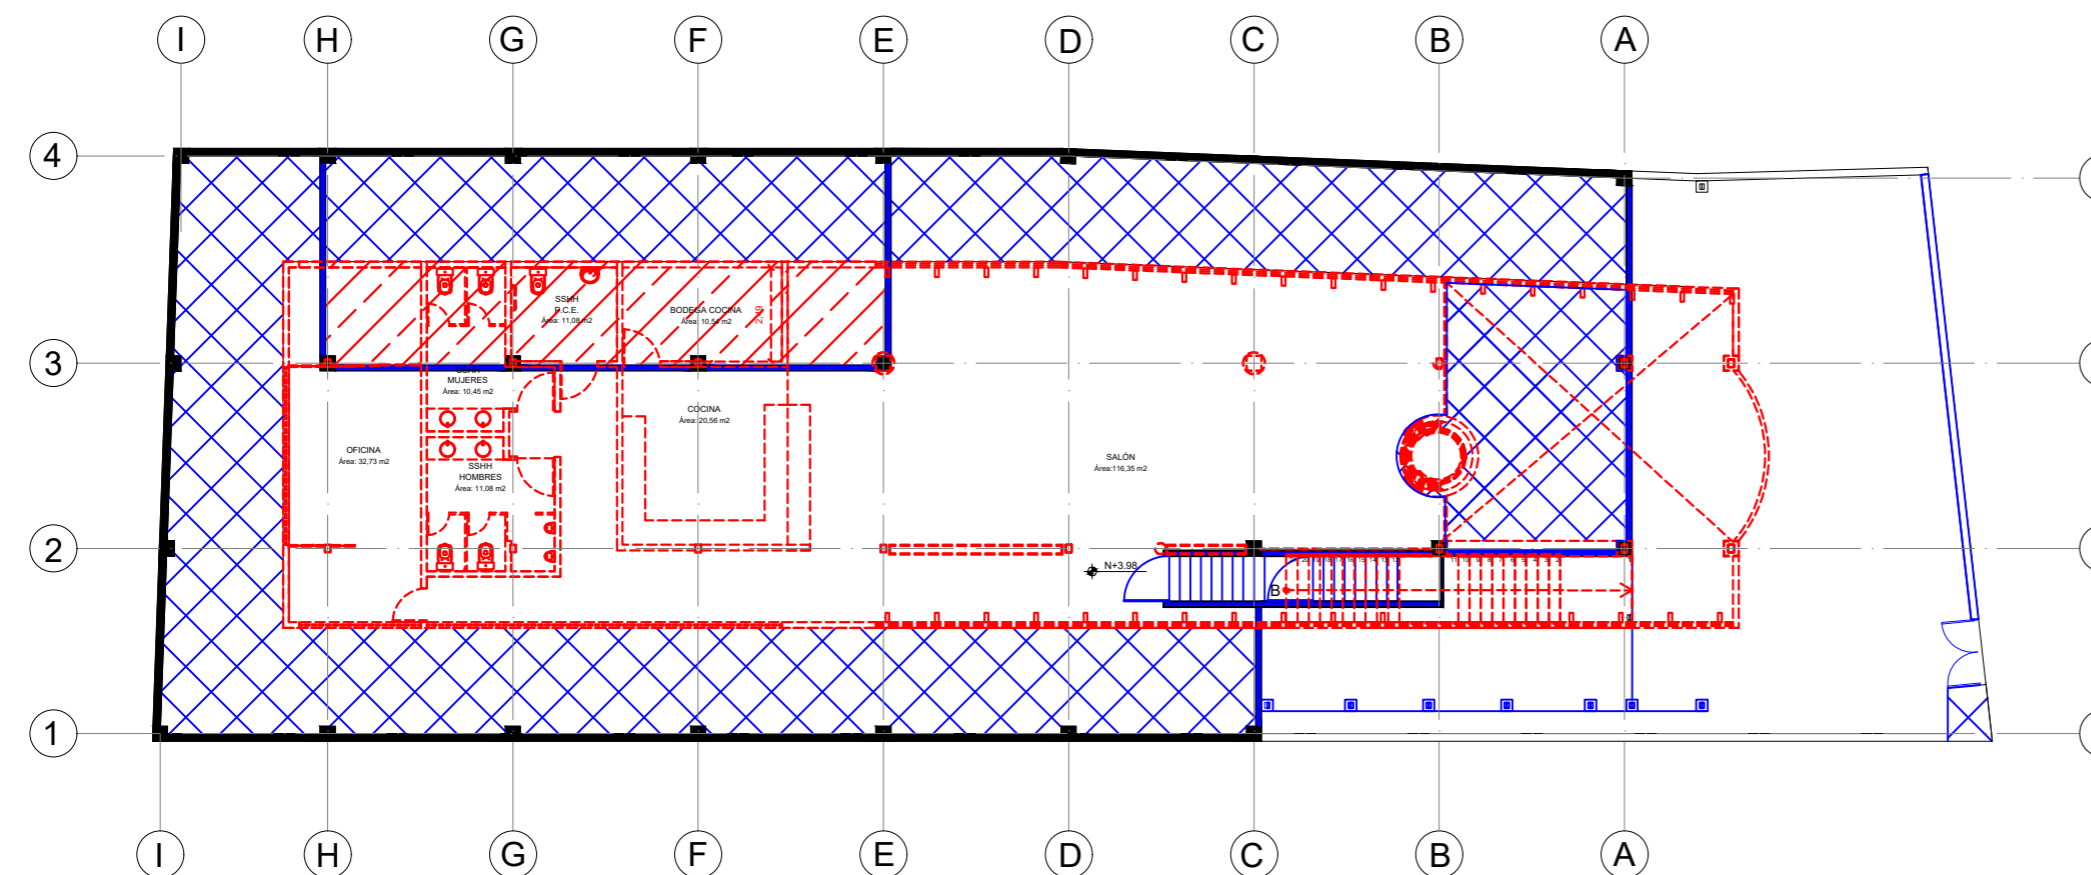 I H G F E D C B A
4
SSHH
P.C.E.
Área: 11,08 m2
BODEGA COCINA
Área: 10,54 m2
3
MUJERES
Área: 10,45 m2
COCINA
Área: 20,56 m2
OFICINA
Área: 32,73 m2
SSHH
HOMBRES
Área: 11,08 m2
SALÓN
Área:116,35 m2
2
N+3.98
B
1
I H G F E D C B A